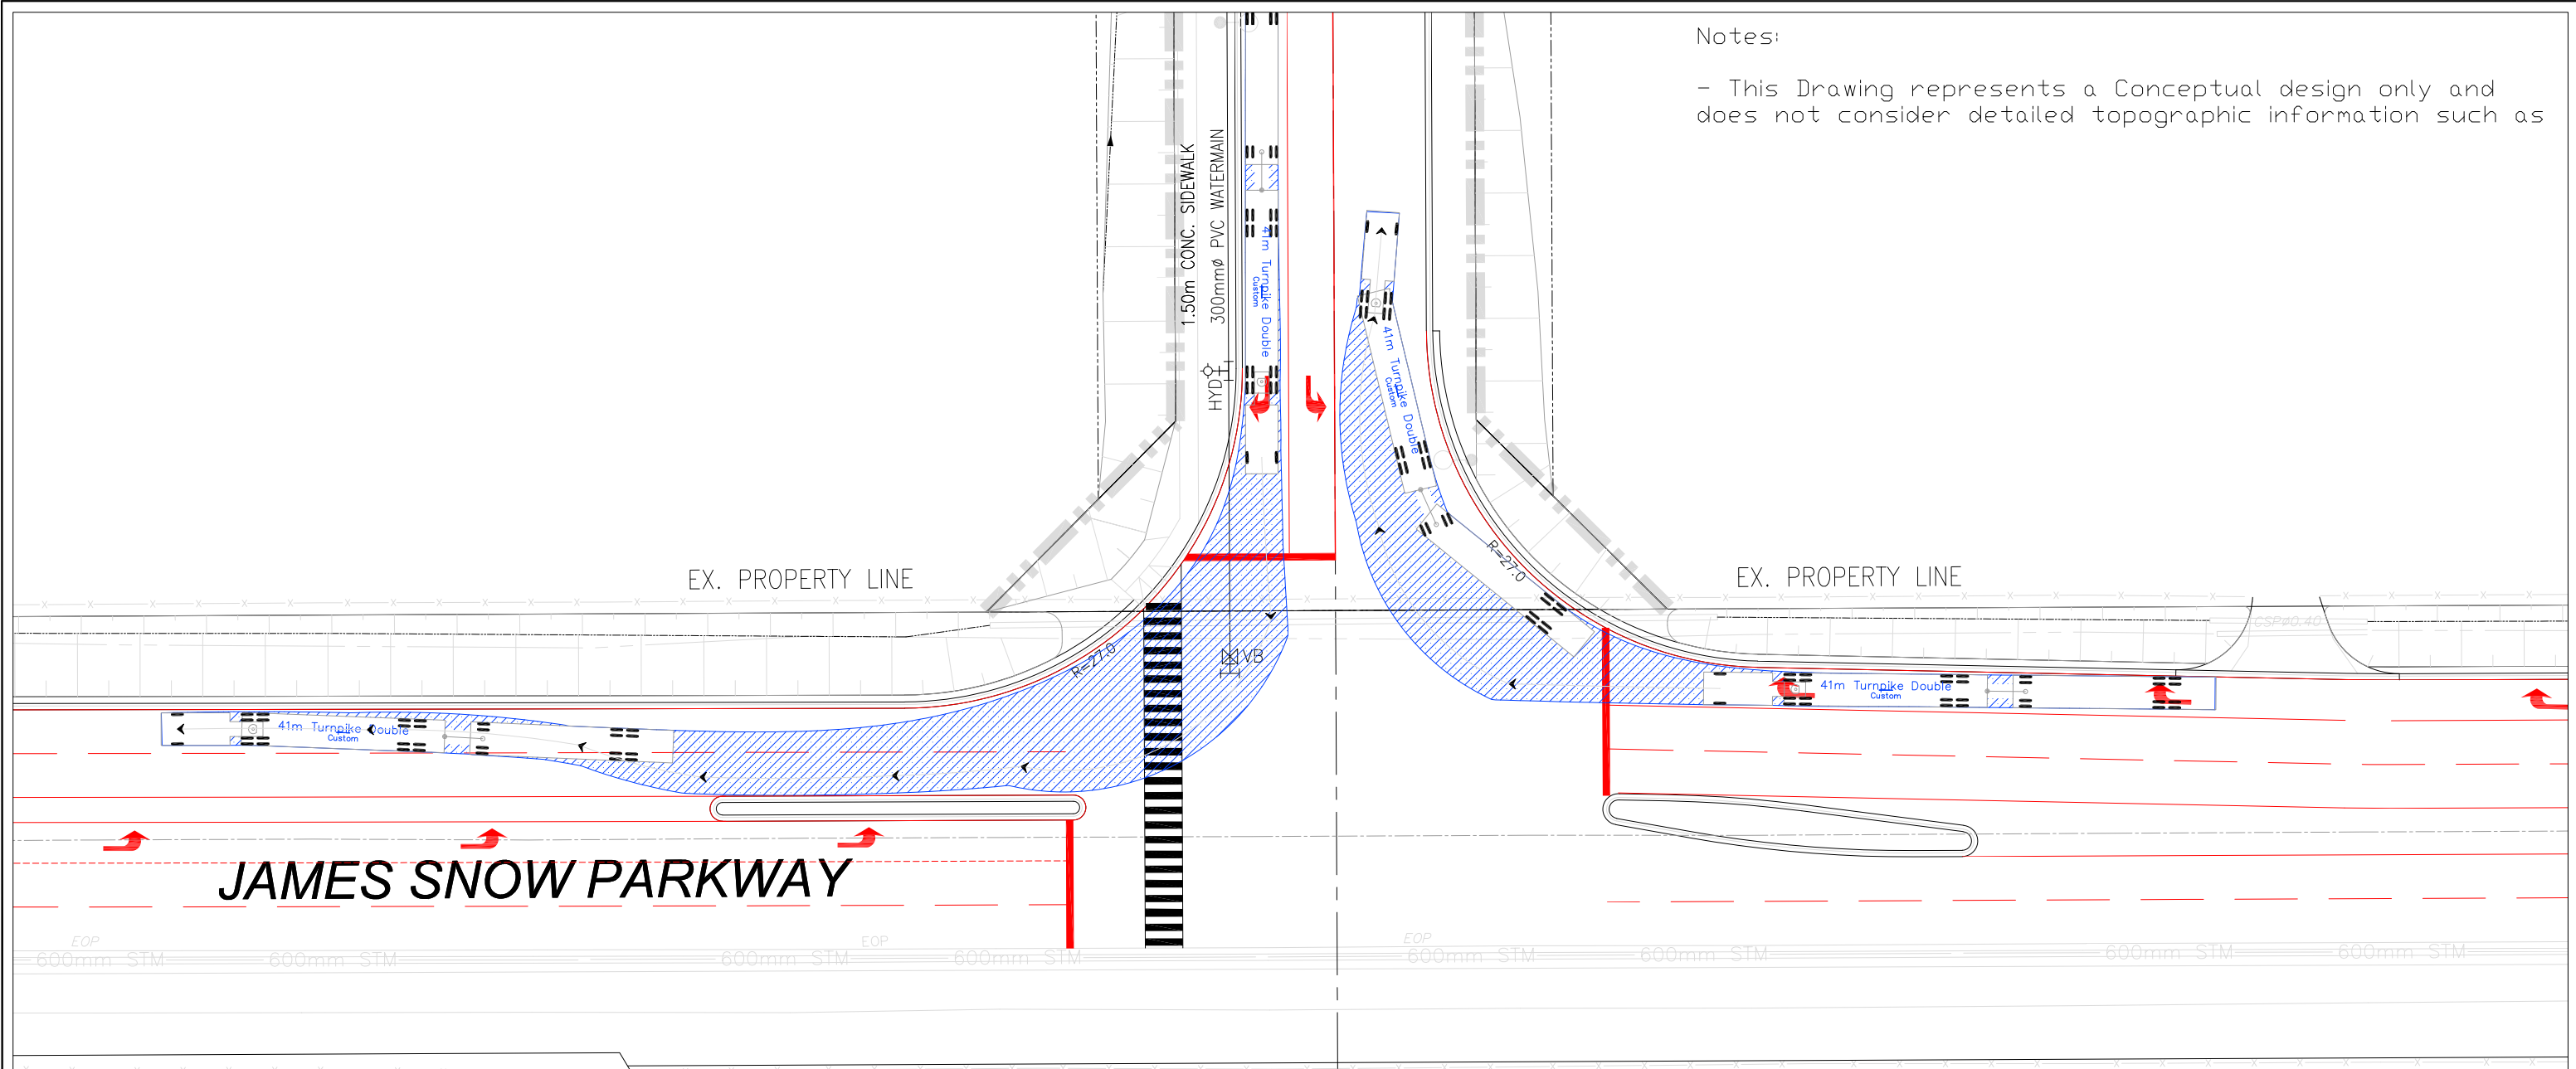 Notes:
- This Drawing represents a Conceptual design only and
does not consider detailed topographic information such as
1.50m CONC. SIDEWALK
300mmø PVC WATERMAIN
41m Turnpike Double
Custom
41m Turnpike Double
Custom
HYD
R=27.0
EX. PROPERTY LINE
EX. PROPERTY LINE
CSPø0.40
R=27.0
VB
41m Turnpike Double
Custom
41m Turnpike Double
Custom
JAMES SNOW PARKWAY
EOP
EOP
EOP
600mm STM
600mm STM
600mm STM
600mm STM
600mm STM
600mm STM
600mm STM
600mm STM